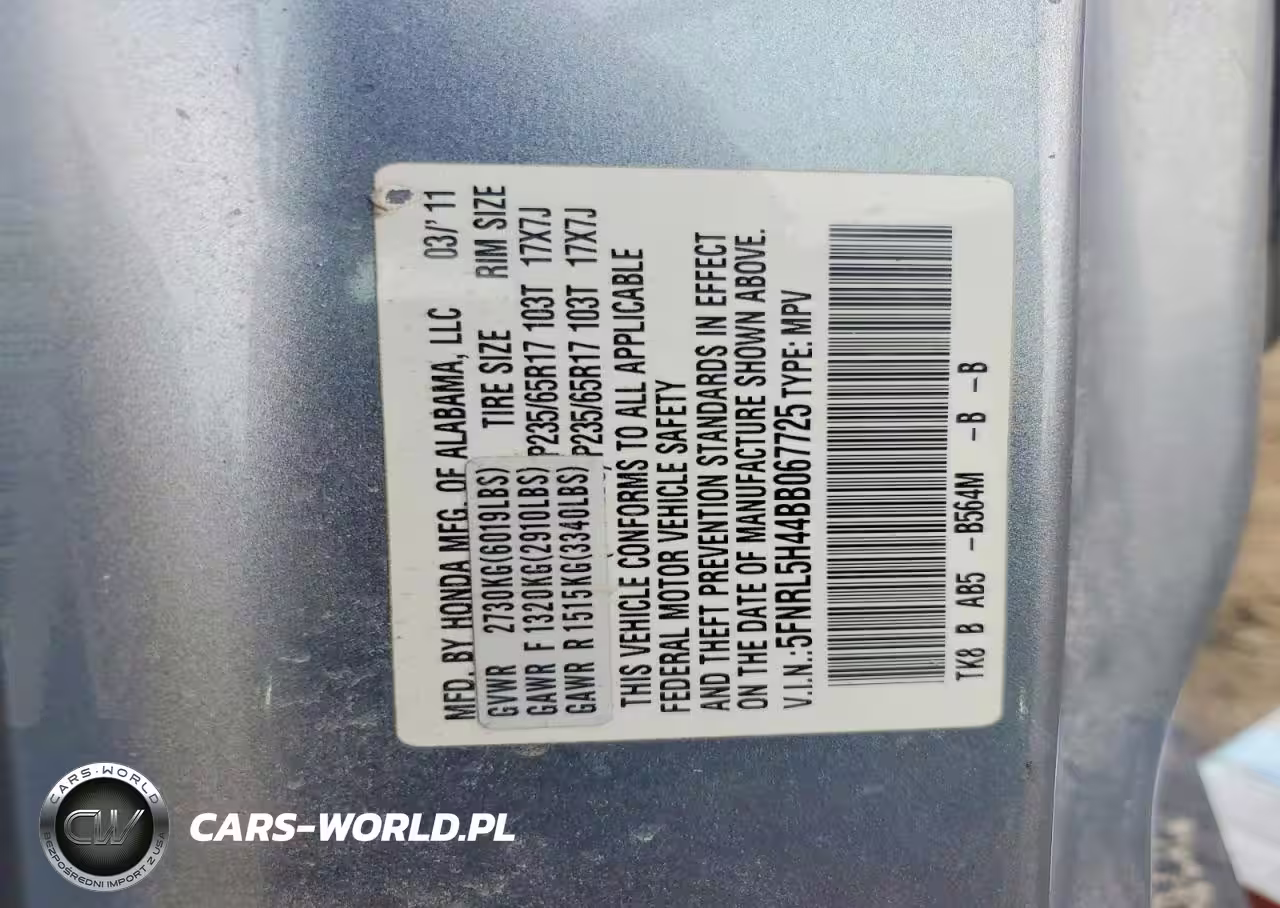 MFD. BY HONDA MFG. OF ALABAMA, LLC 03/' 11
GVWR 2730KG(6019LBS) TIRE SIZE RIM SIZE
GAWR F 1320KG(2910LBS) P235/65R17 103T 17X7J
GAWR R 1515KG(3340LBS) P235/65R17 103T 17X7J
THIS VEHICLE CONFORMS TO ALL APPLICABLE
FEDERAL MOTOR VEHICLE SAFETY
AND THEFT PREVENTION STANDARDS IN EFFECT
ON THE DATE OF MANUFACTURE SHOWN ABOVE.
V.I.N.: 5FNRL5H44BB067725 TYPE: MPV
TK8 B AB5 -B564M -B -B
CARS-WORLD
CW
BEZPOŚREDNI IMPORT Z USA
CARS-WORLD.PL